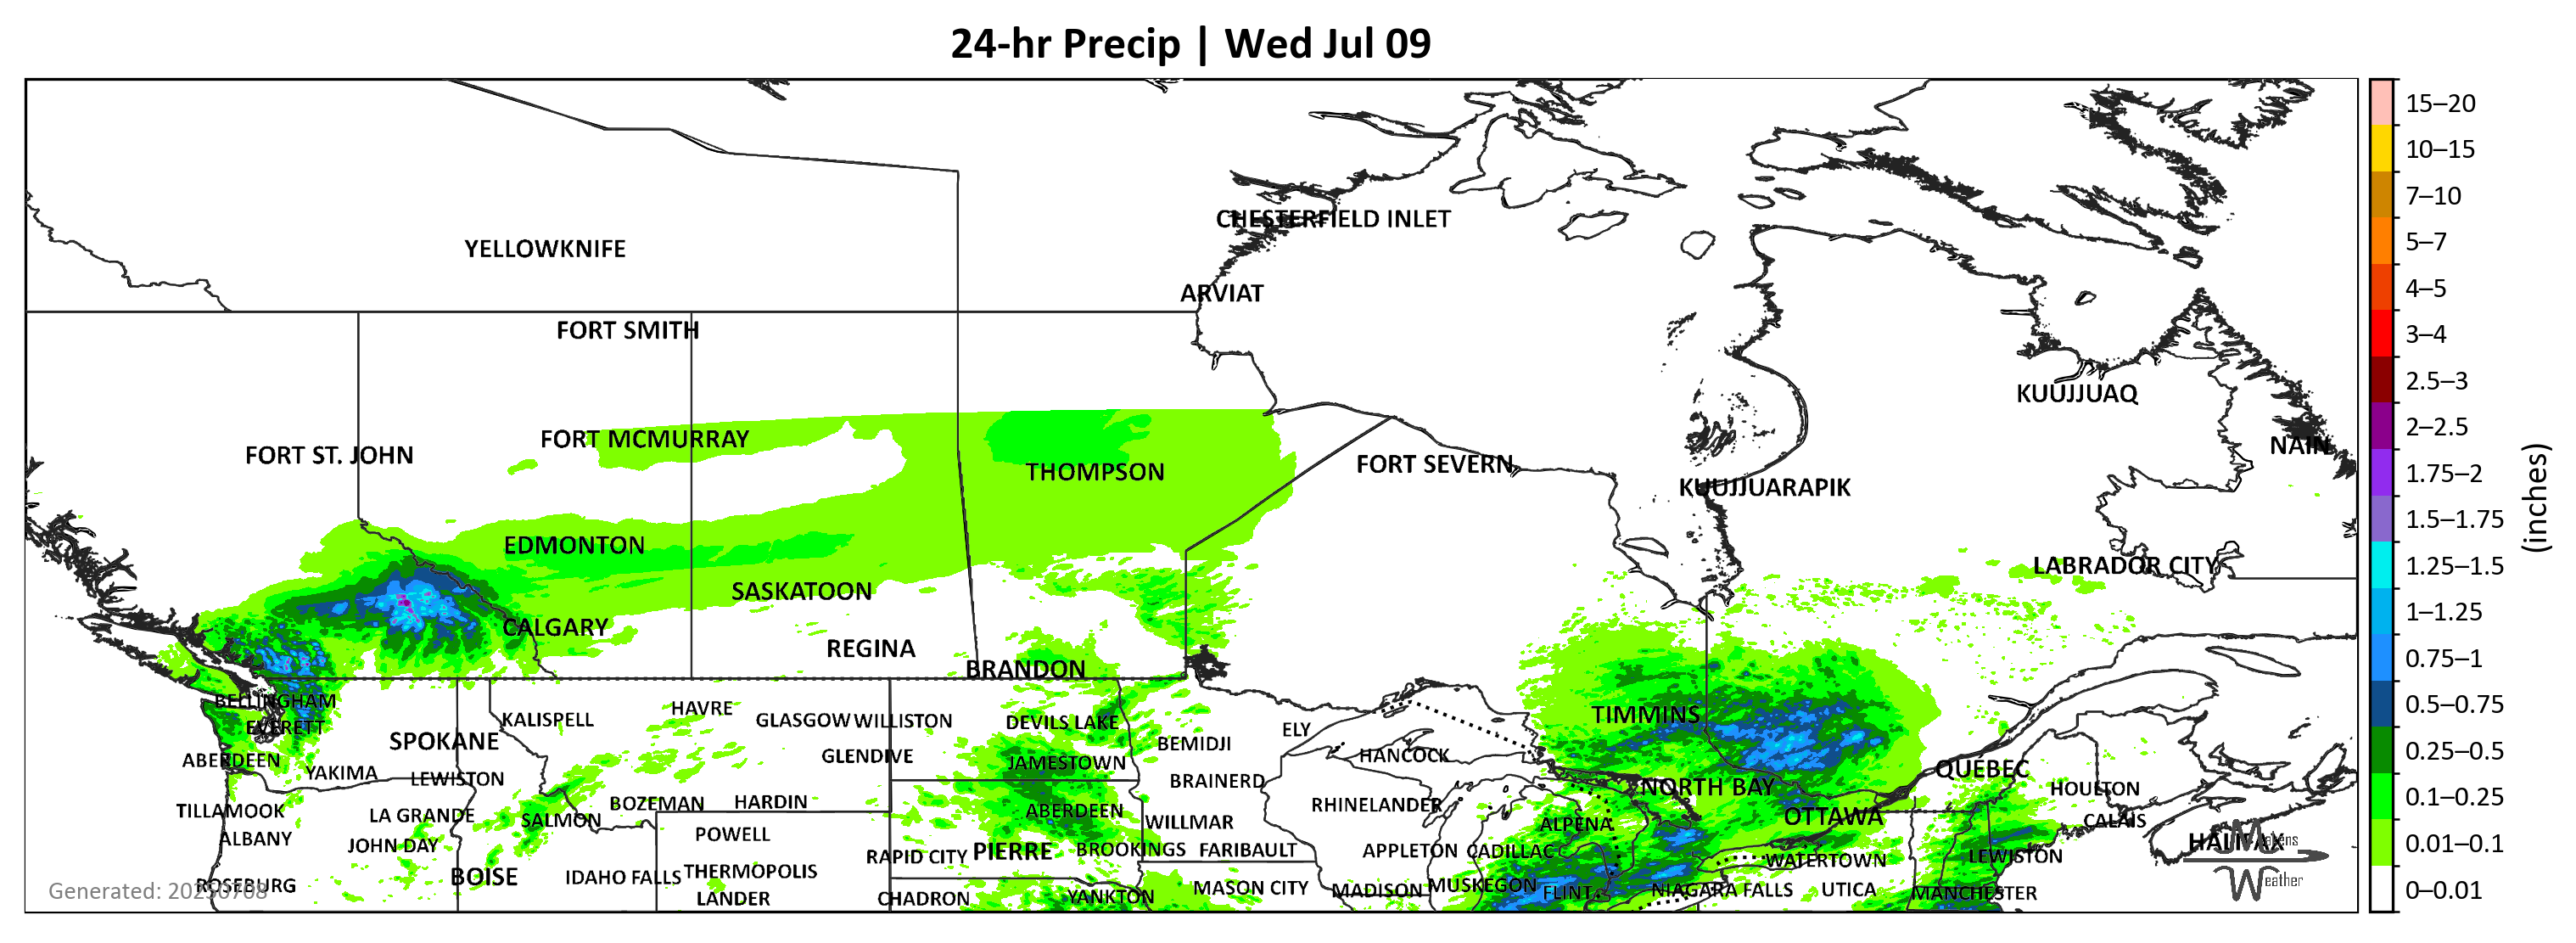 24-hr Precip | Wed Jul 09
CHESTERFIELD INLET
YELLOWKNIFE
ARVIAT
FORT SMITH
KUUJJUAQ
FORT MCMURRAY
NAIN
FORT ST. JOHN
THOMPSON
FORT SEVERN
KUUJJUARAPIK
EDMONTON
LABRADOR CITY
SASKATOON
CALGARY
REGINA
BRANDON
BELLINGHAM
HAVRE
TIMMINS
KALISPELL
GLASGOW
WILLISTON
DEVILS LAKE
EVERETT
ELY
SPOKANE
BEMIDJI
GLENDIVE
HANCOCK
ABERDEEN
JAMESTOWN
QUÉBEC
YAKIMA
LEWISTON
BRAINERD
NORTH BAY
HOULTON
BOZEMAN
HARDIN
RHINELANDER
TILLAMOOK
LA GRANDE
SALMON
ABERDEEN
WILLMAR
ALPENA
OTTAWA
CALAIS
ALBANY
POWELL
HALIFAX
Matens
JOHN DAY
RAPID CITY
PIERRE
BROOKINGS
FARIBAULT
APPLETON
CADILLAC
WATERTOWN
LEWISTON
BOISE
IDAHO FALLS
THERMOPOLIS
Weather
ROSEBURG
MASON CITY
MADISON
MUSKEGON
FLINT
NIAGARA FALLS
UTICA
MANCHESTER
Generated: 20250708
LANDER
CHADRON
YANKTON
15–20
10–15
7–10
5–7
4–5
3–4
2.5–3
2–2.5
1.75–2
1.5–1.75
1.25–1.5
1–1.25
0.75–1
0.5–0.75
0.25–0.5
0.1–0.25
0.01–0.1
0–0.01
(inches)